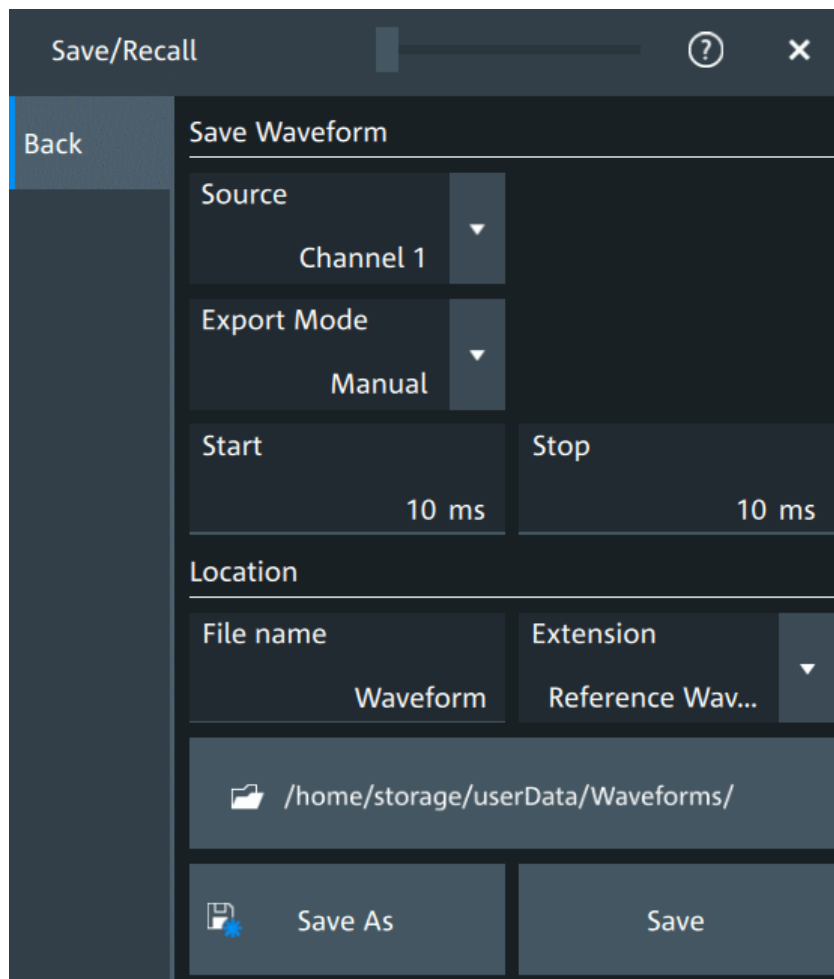 Save/Recall ?
Back
Save Waveform
Source
Channel 1
Export Mode
Manual
Start Stop
10 ms 10 ms
Location
File name Extension
Waveform Reference Wav...
/home/storage/userData/Waveforms/
Save As Save